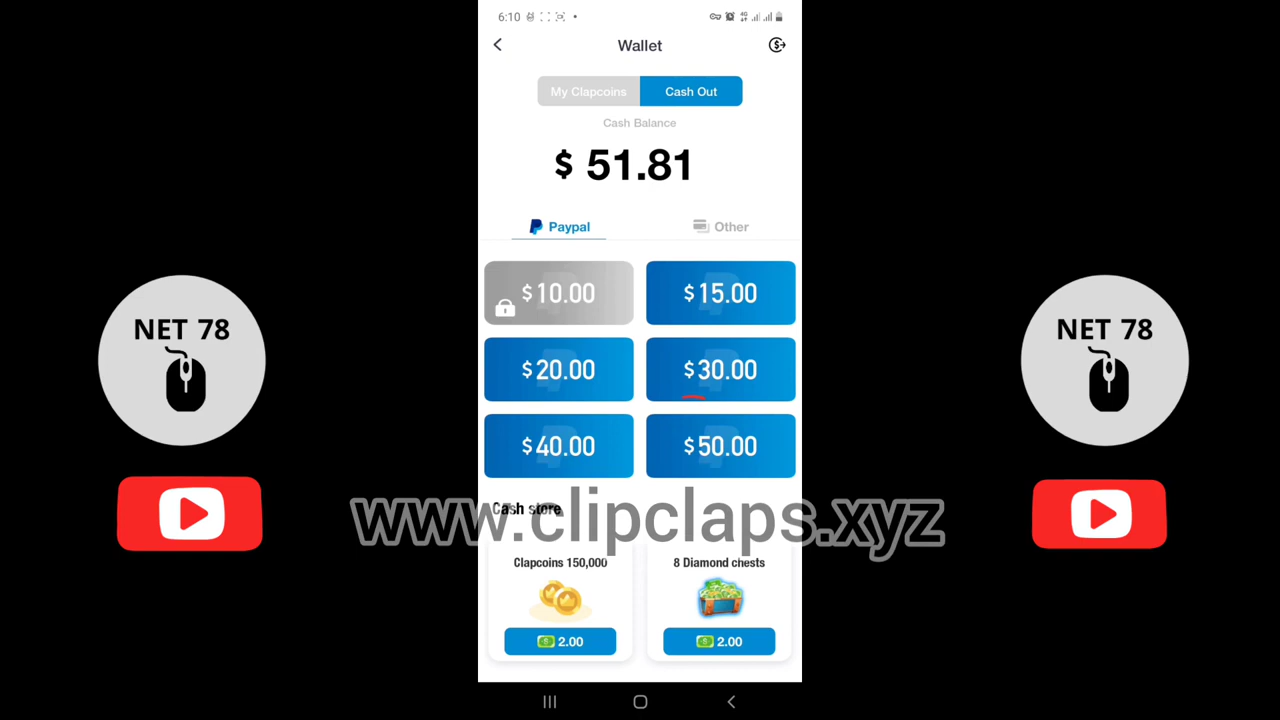 6:10
4G
Wallet
My Clapcoins
Cash Out
Cash Balance
$ 51.81
Paypal
Other
$10.00
$15.00
$20.00
$30.00
$40.00
$50.00
NET 78
NET 78
Cash store
www.clipclaps.xyz
Clapcoins 150,000
8 Diamond chests
2.00
2.00